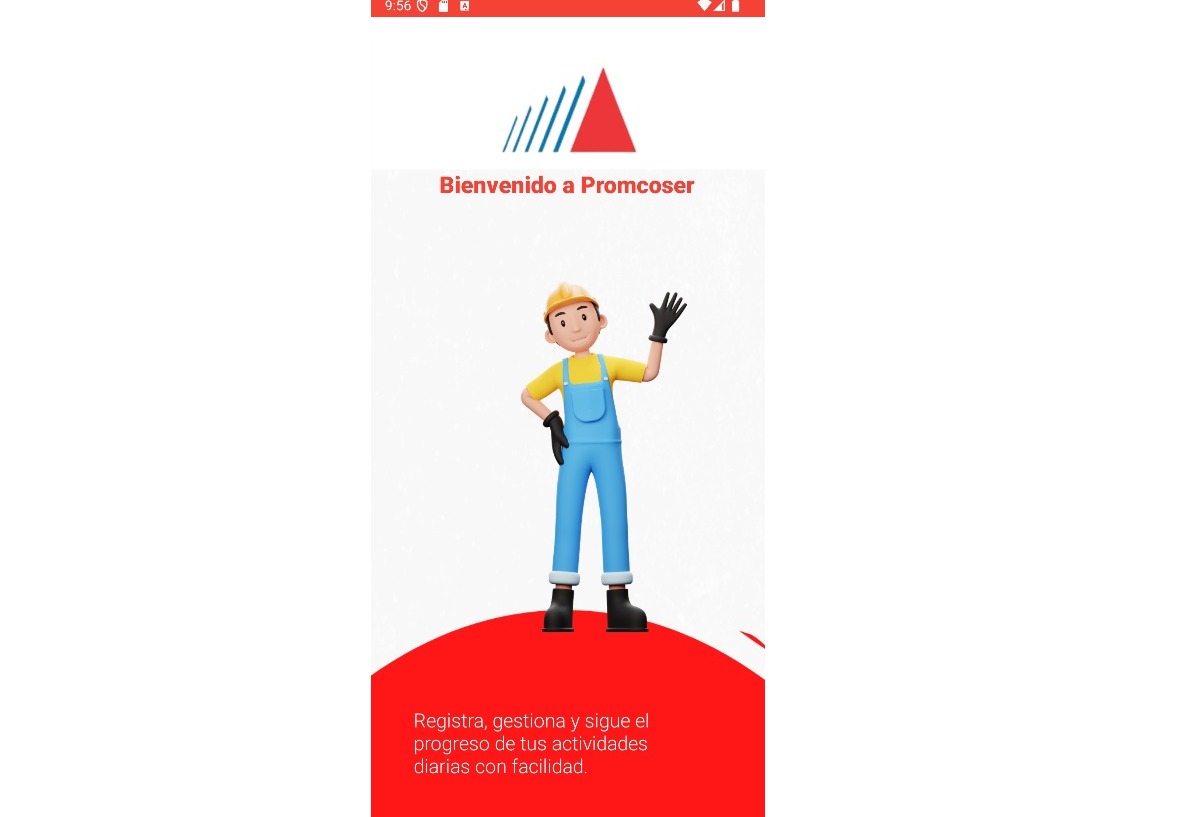 9:56
Bienvenido a Promcoser
Registra, gestiona y sigue el
progreso de tus actividades
diarias con facilidad.